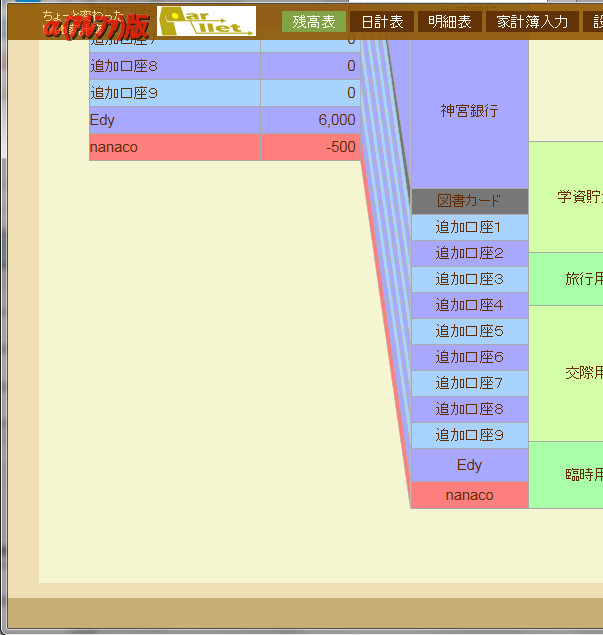 ちょっと変わった
α(アルファ)版
Parllet
残高表
日計表
明細表
家計簿入力
追加口座7 0
追加口座8 0
追加口座9 0
Edy 6,000
nanaco -500
神宮銀行
図書カード
追加口座1
追加口座2
追加口座3
追加口座4
追加口座5
追加口座6
追加口座7
追加口座8
追加口座9
Edy
nanaco
学資貯
旅行用
交際用
臨時用